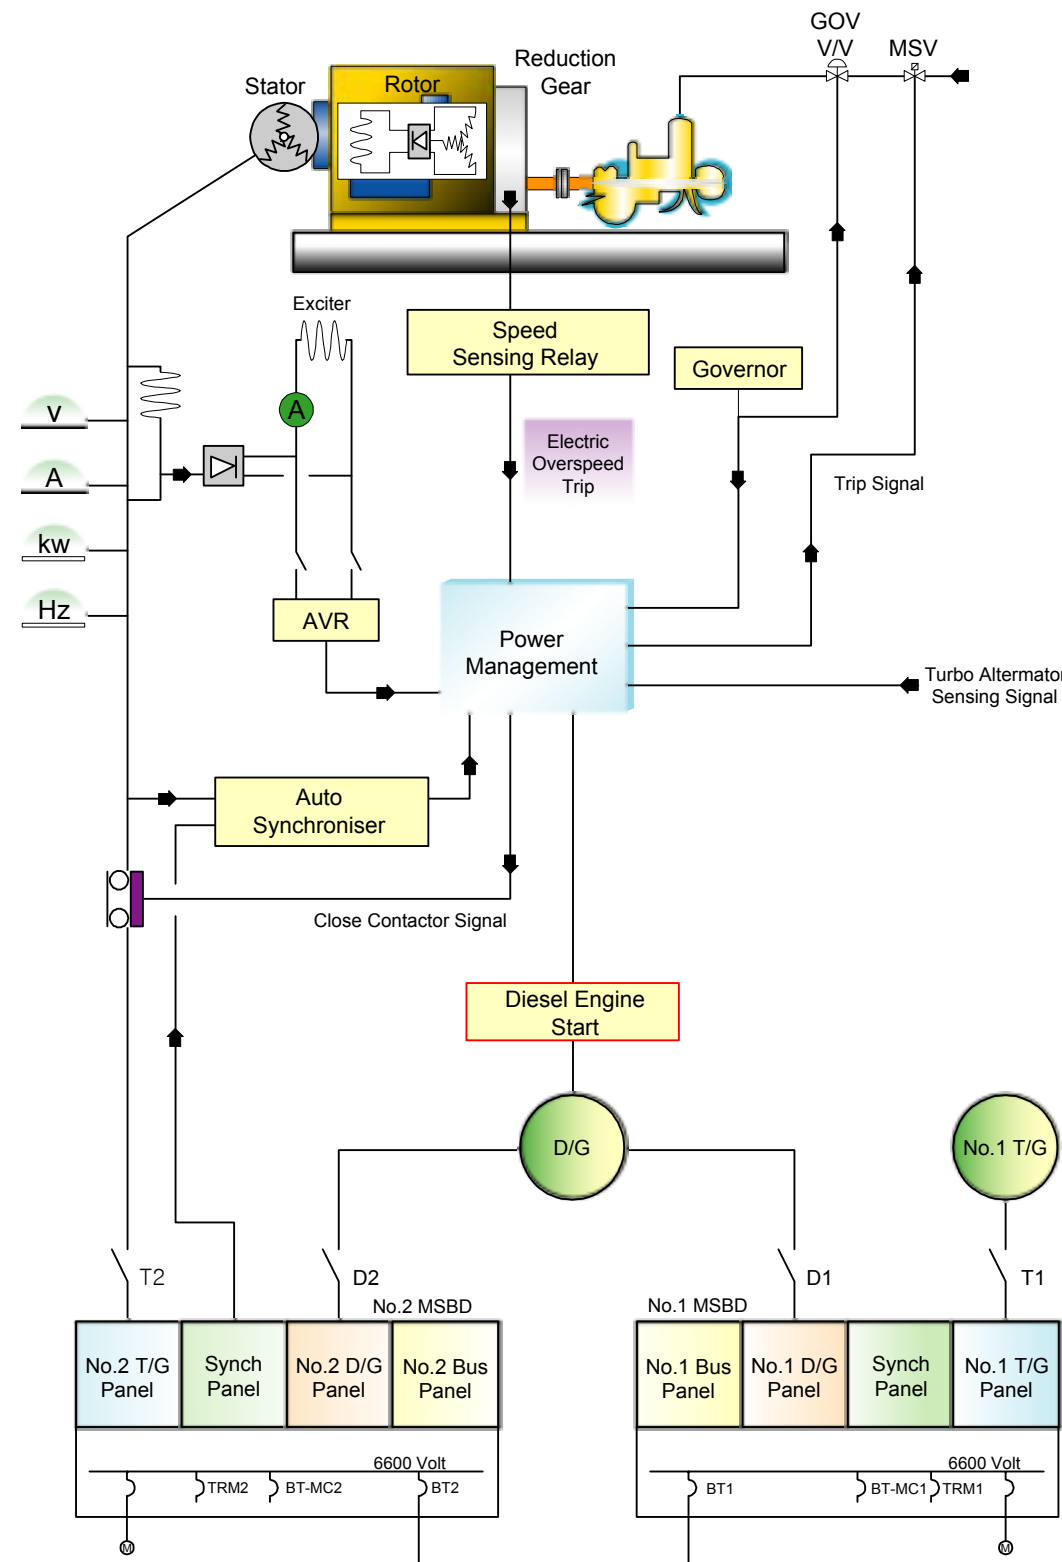 GOV
V/V
MSV
Reduction
Gear
Stator
Rotor
Exciter
Speed
Sensing Relay
Governor
V
A
A
Electric
Overspeed
Trip
Trip Signal
kw
Hz
AVR
Power
Management
Turbo Altermator
Sensing Signal
Auto
Synchroniser
Close Contactor Signal
Diesel Engine
Start
D/G
No.1 T/G
T2
D2
D1
T1
No.2 MSBD
No.1 MSBD
No.2 T/G
Panel
Synch
Panel
No.2 D/G
Panel
No.2 Bus
Panel
No.1 Bus
Panel
No.1 D/G
Panel
Synch
Panel
No.1 T/G
Panel
6600 Volt
TRM2
BT-MC2
BT2
M
6600 Volt
BT1
BT-MC1
TRM1
M